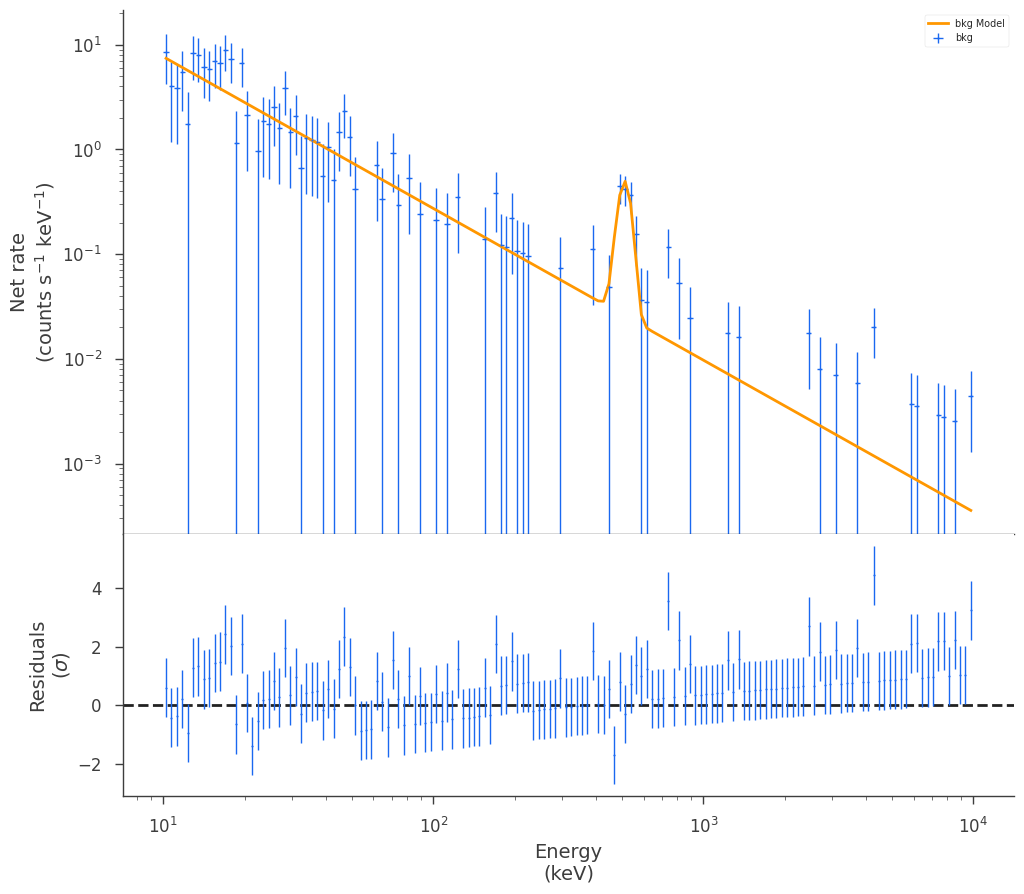 bkg Model
bkg
Net rate
(counts s⁻¹ keV⁻¹)
10¹
10⁰
10⁻¹
10⁻²
10⁻³
Residuals
(σ)
4
2
0
−2
10¹
10²
10³
10⁴
Energy
(keV)